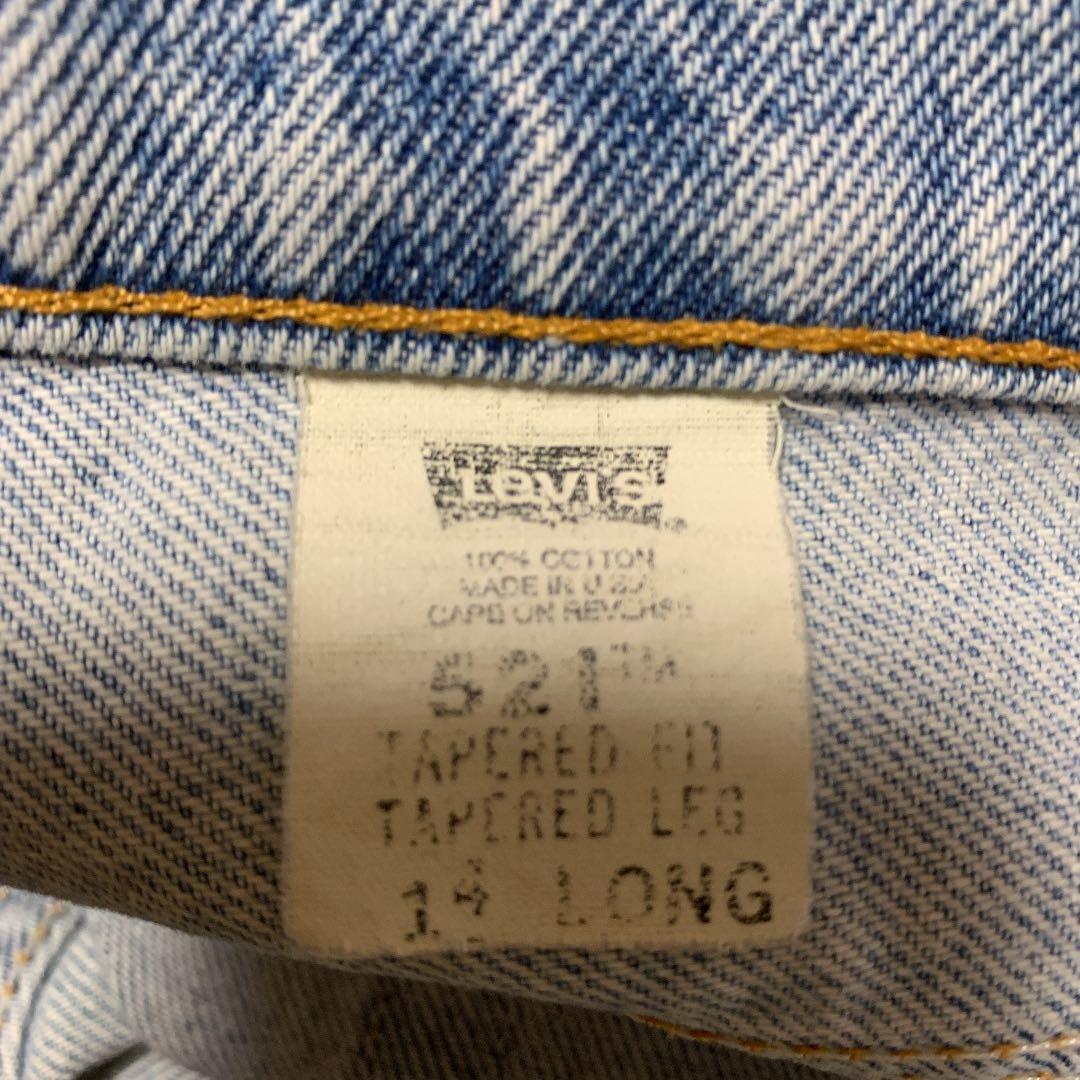 Levi's
100% COTTON
MADE IN U.S.A.
CARE ON REVERSE
521™
TAPERED FIT
TAPERED LEG
14 LONG